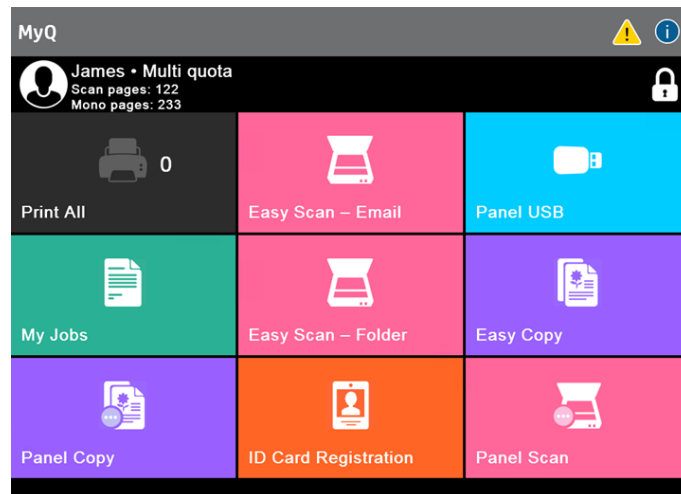 MyQ
James • Multi quota
Scan pages: 122
Mono pages: 233
0
Print All
Easy Scan – Email
Panel USB
My Jobs
Easy Scan – Folder
Easy Copy
Panel Copy
ID Card Registration
Panel Scan